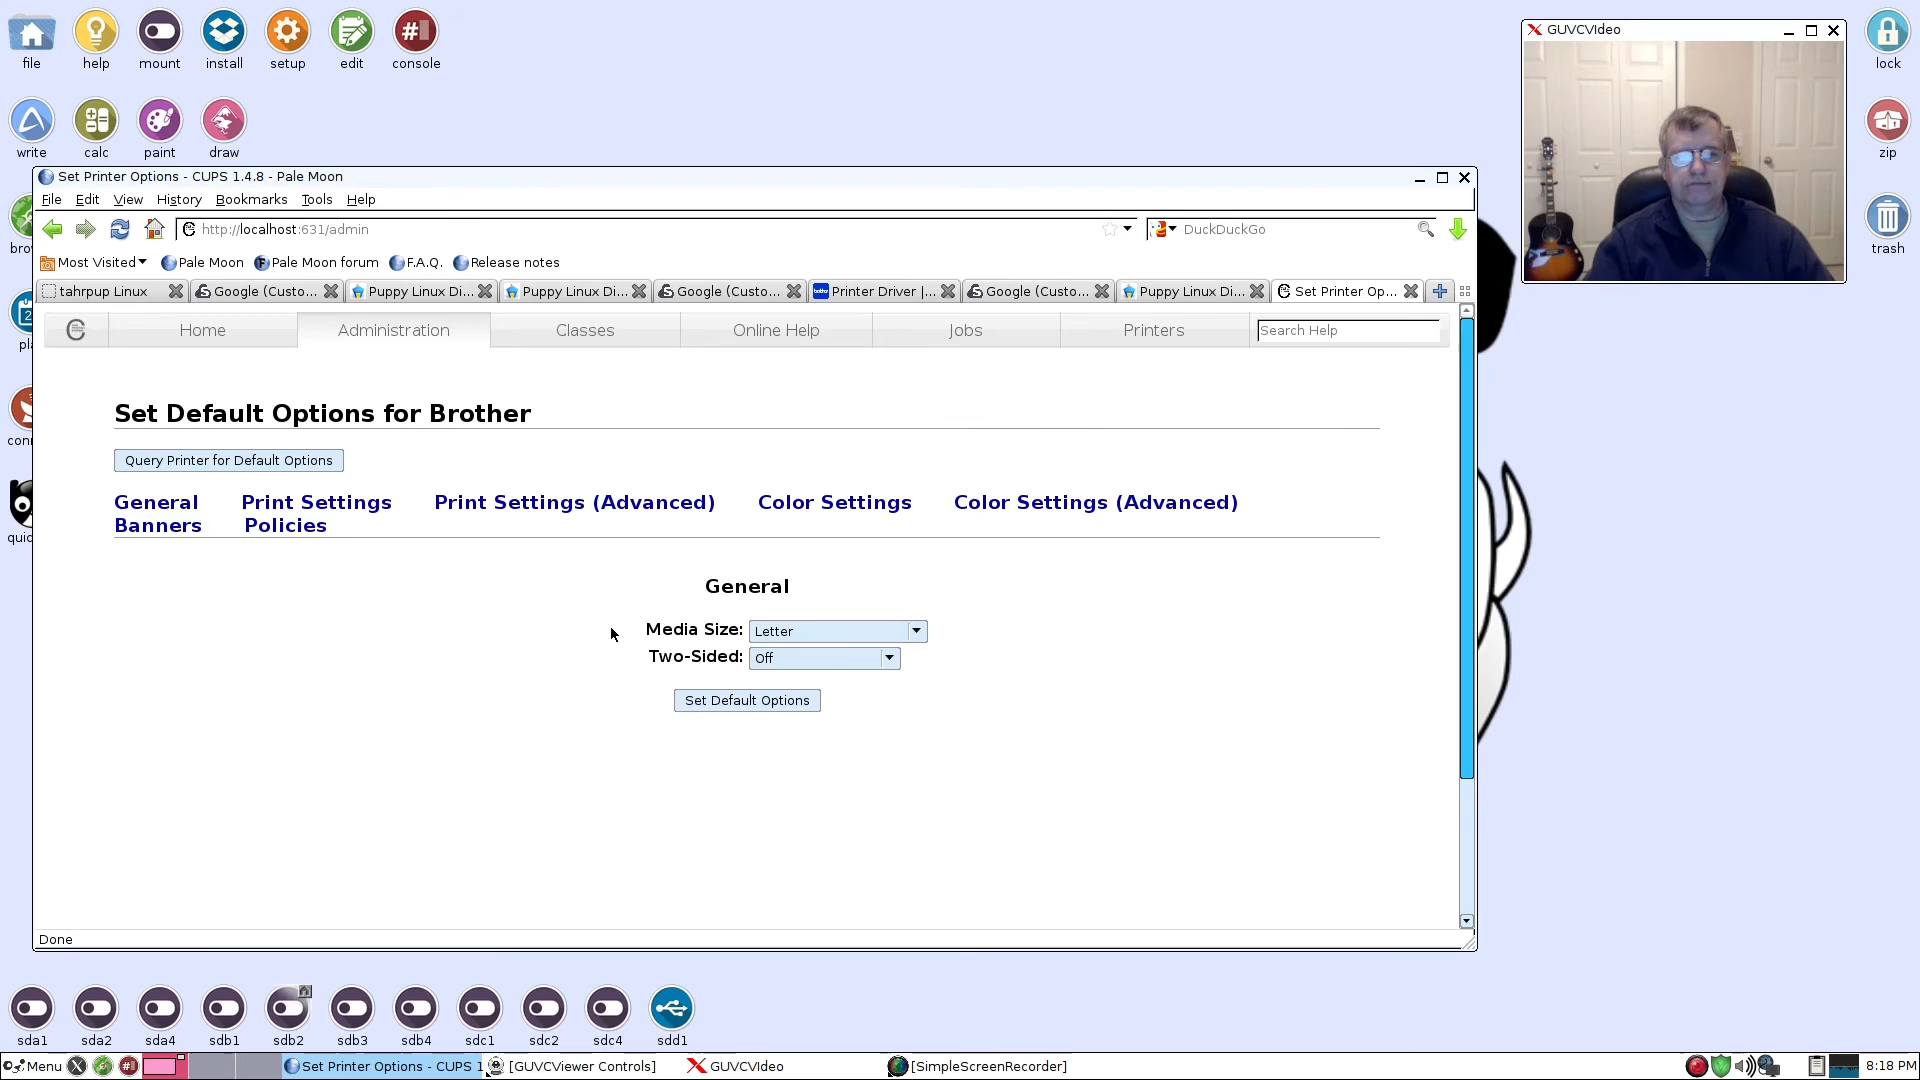 file
help
mount
install
setup
edit
console
write
calc
paint
draw
lock
zip
trash
GUVCVIdeo
Set Printer Options - CUPS 1.4.8 - Pale Moon
File Edit View History Bookmarks Tools Help
http://localhost:631/admin
DuckDuckGo
Most Visited Pale Moon Pale Moon forum F.A.Q. Release notes
tahrpup Linux Google (Custo... Puppy Linux Di... Puppy Linux Di... Google (Custo... Printer Driver |... Google (Custo... Puppy Linux Di... Set Printer Op...
Home Administration Classes Online Help Jobs Printers Search Help
Set Default Options for Brother
Query Printer for Default Options
General Print Settings Print Settings (Advanced) Color Settings Color Settings (Advanced)
Banners Policies
General
Media Size: Letter
Two-Sided: Off
Set Default Options
Done
sda1 sda2 sda4 sdb1 sdb2 sdb3 sdb4 sdc1 sdc2 sdc4 sdd1
Menu Set Printer Options - CUPS 1 [GUVCViewer Controls] GUVCVIdeo [SimpleScreenRecorder] 8:18 PM